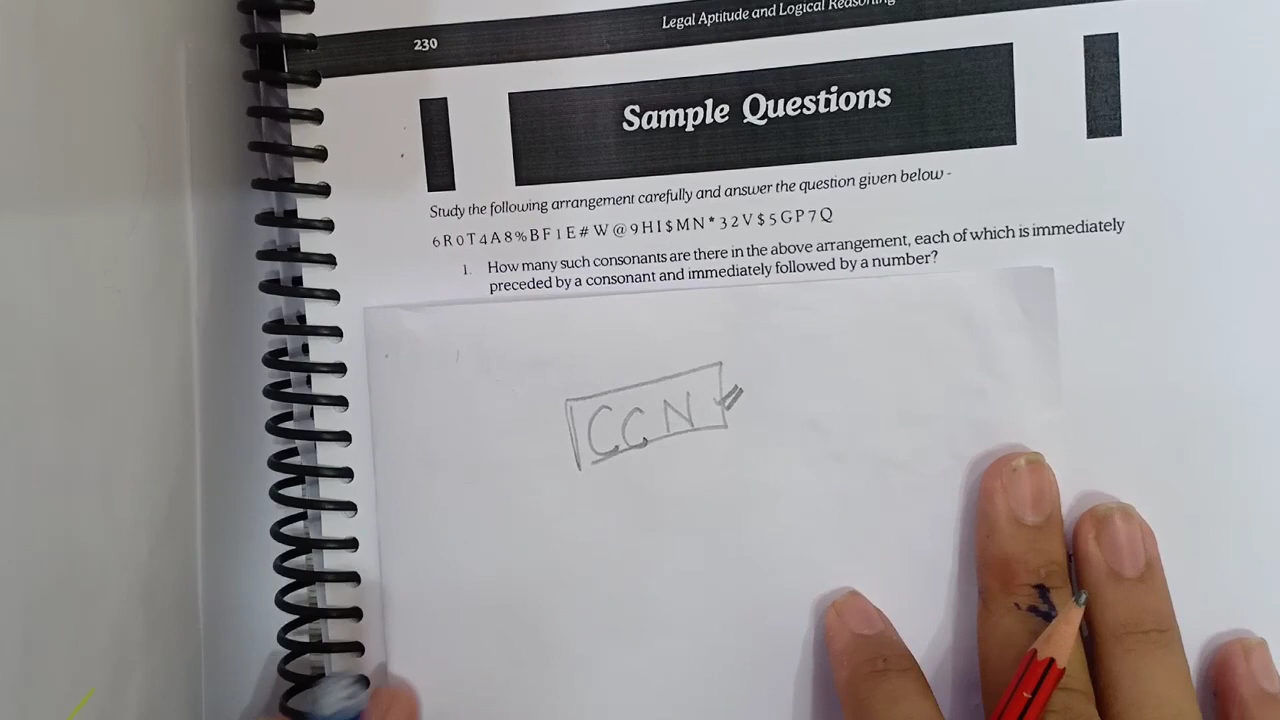 230
Legal Aptitude and Logical Reasoning
Sample Questions
Study the following arrangement carefully and answer the question given below -
6 R 0 T 4 A 8 % B F 1 E # W @ 9 H I $ M N * 3 2 V $ 5 G P 7 Q
1. How many such consonants are there in the above arrangement, each of which is immediately
preceded by a consonant and immediately followed by a number?
CCN